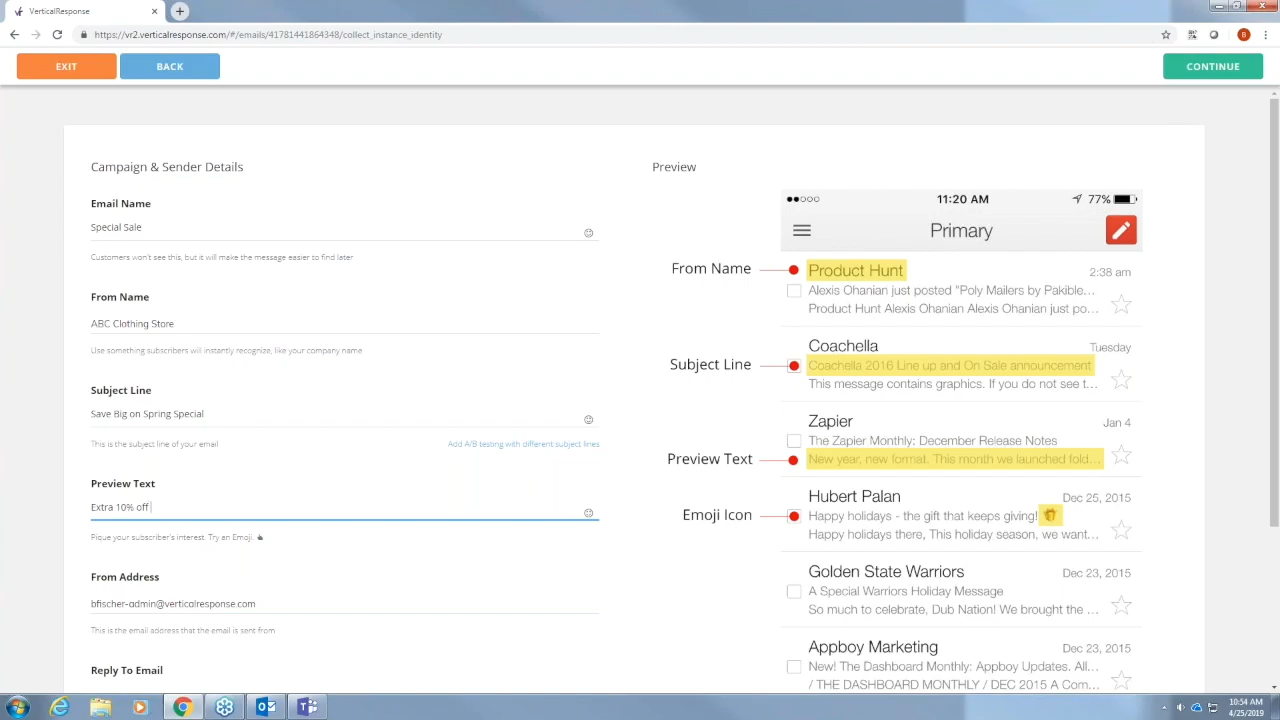 VerticalResponse
https://vr2.verticalresponse.com/#/emails/41781441864348/collect_instance_identity
B
EXIT
BACK
CONTINUE
Campaign & Sender Details
Email Name
Special Sale
Customers won't see this, but it will make the message easier to find later
From Name
ABC Clothing Store
Use something subscribers will instantly recognize, like your company name
Subject Line
Save Big on Spring Special
This is the subject line of your email
Add A/B testing with different subject lines
Preview Text
Extra 10% off
Pique your subscriber's interest. Try an Emoji.
From Address
bfischer-admin@verticalresponse.com
This is the email address that the email is sent from
Reply To Email
Preview
11:20 AM
77%
Primary
From Name
Product Hunt
2:38 am
Alexis Ohanian just posted "Poly Mailers by Pakible...
Product Hunt Alexis Ohanian Alexis Ohanian just po...
Coachella
Tuesday
Subject Line
Coachella 2016 Line up and On Sale announcement
This message contains graphics. If you do not see t...
Zapier
Jan 4
The Zapier Monthly: December Release Notes
Preview Text
New year, new format. This month we launched fold...
Hubert Palan
Dec 25, 2015
Emoji Icon
Happy holidays - the gift that keeps giving!
Happy holidays there, This holiday season, we want...
Golden State Warriors
Dec 23, 2015
A Special Warriors Holiday Message
So much to celebrate, Dub Nation! We brought the ...
Appboy Marketing
Dec 23, 2015
New! The Dashboard Monthly: Appboy Updates. All...
/ THE DASHBOARD MONTHLY / DEC 2015 A Com...
10:54 AM
4/25/2019